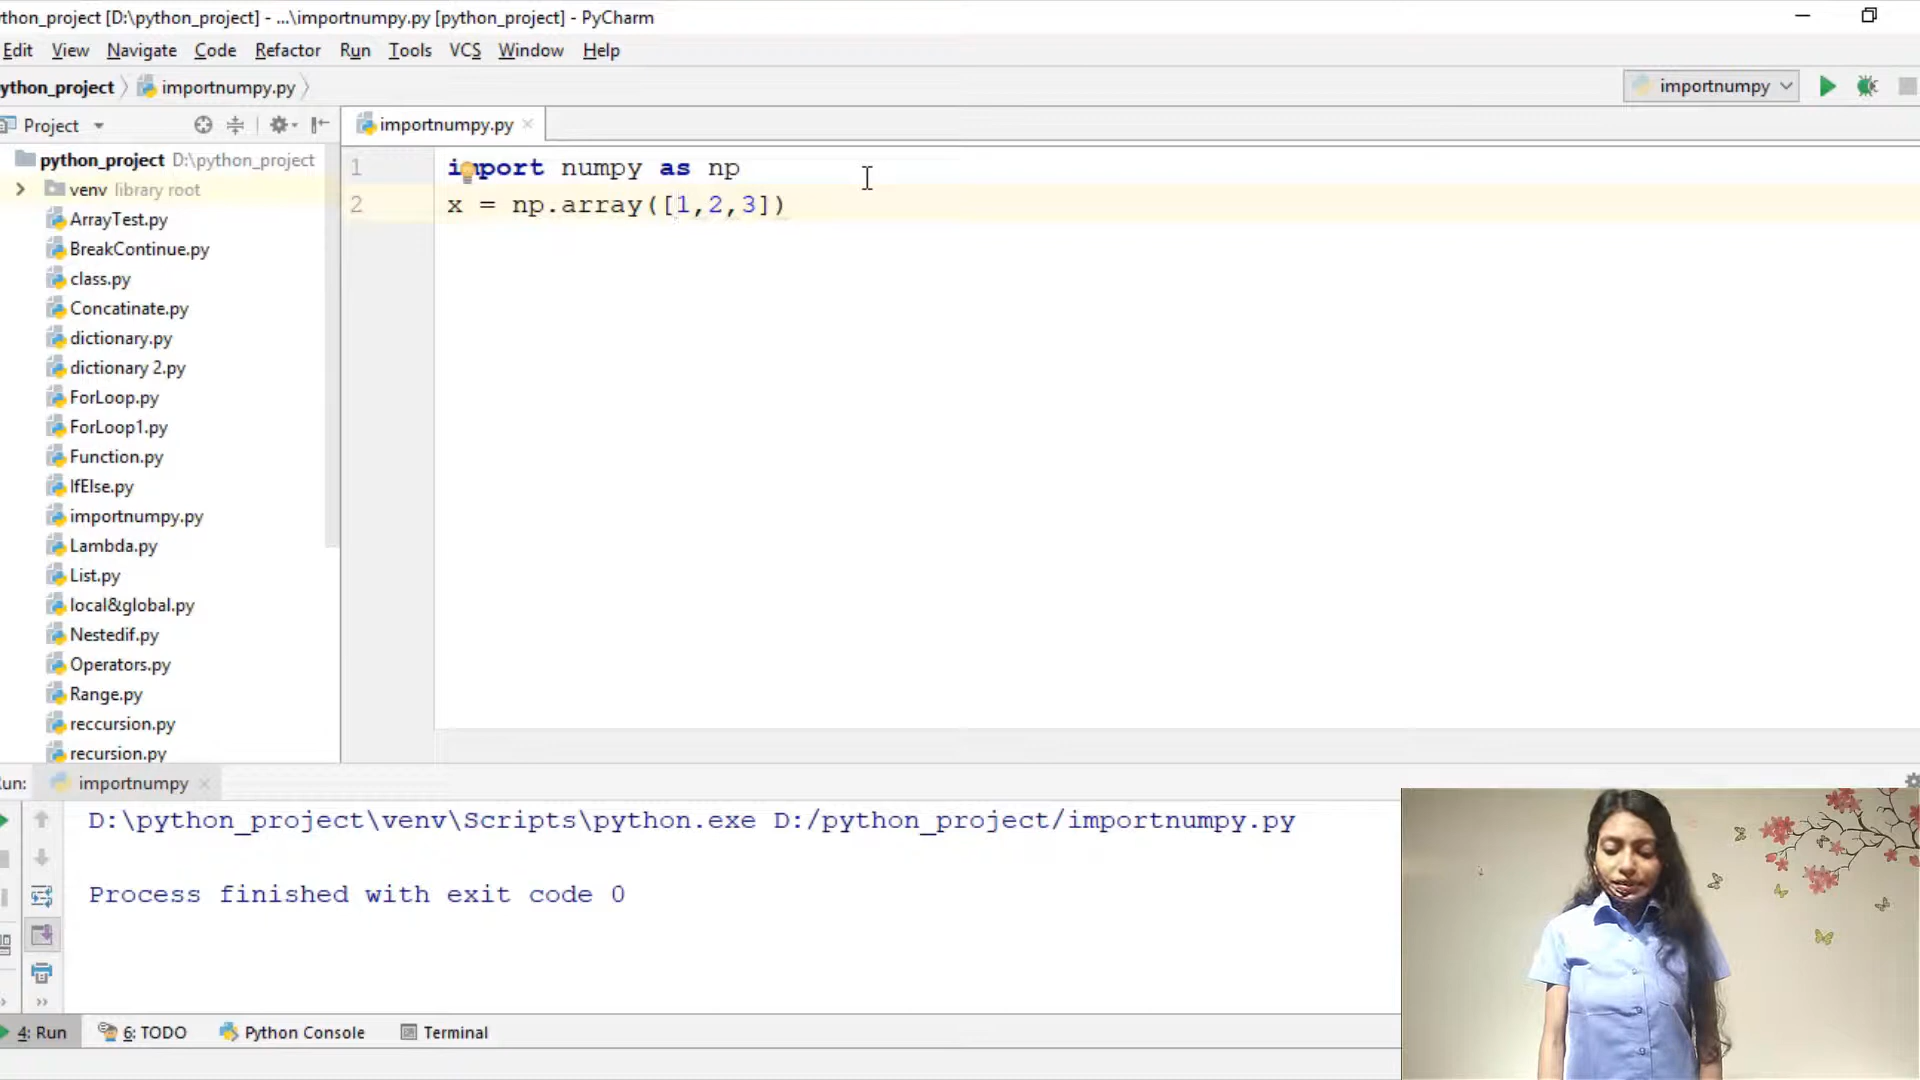 ython_project [D:\python_project] - ...\importnumpy.py [python_project] - PyCharm
Edit View Navigate Code Refactor Run Tools VCS Window Help
ython_project importnumpy.py importnumpy
Project importnumpy.py
python_project D:\python_project
venv library root
ArrayTest.py
BreakContinue.py
class.py
Concatinate.py
dictionary.py
dictionary 2.py
ForLoop.py
ForLoop1.py
Function.py
IfElse.py
importnumpy.py
Lambda.py
List.py
local&global.py
Nestedif.py
Operators.py
Range.py
reccursion.py
recursion.py
1 import numpy as np
2 x = np.array([1,2,3])
un: importnumpy
D:\python_project\venv\Scripts\python.exe D:/python_project/importnumpy.py
Process finished with exit code 0
4: Run 6: TODO Python Console Terminal